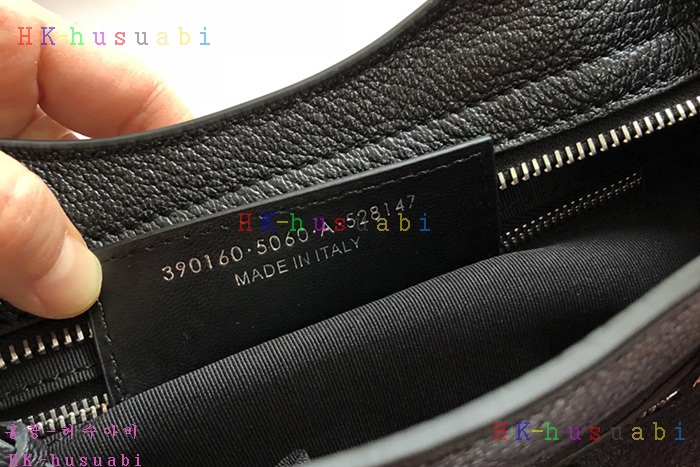 HK-husuabi
390160·5060·A·528147
HK-husuabi
MADE IN ITALY
홍콩-허수아비
HK-husuabi
HK-husuabi